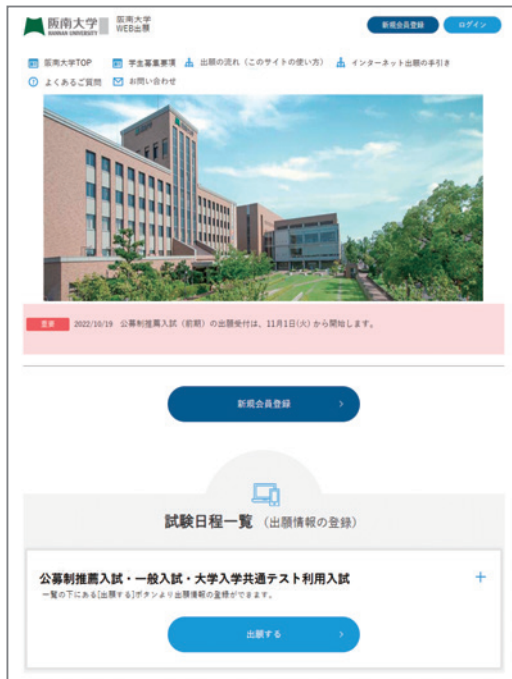 阪南大学
HANNAN UNIVERSITY
阪南大学
WEB出願
新規会員登録
ログイン
阪南大学TOP
学生募集要項
出願の流れ（このサイトの使い方）
インターネット出願の手引き
よくあるご質問
お問い合わせ
重要 2022/10/19 公募制推薦入試（前期）の出願受付は、11月1日(火) から開始します。
新規会員登録
試験日程一覧 （出願情報の登録）
公募制推薦入試・一般入試・大学入学共通テスト利用入試
一覧の下にある[出願する]ボタンより出願情報の登録ができます。
出願する